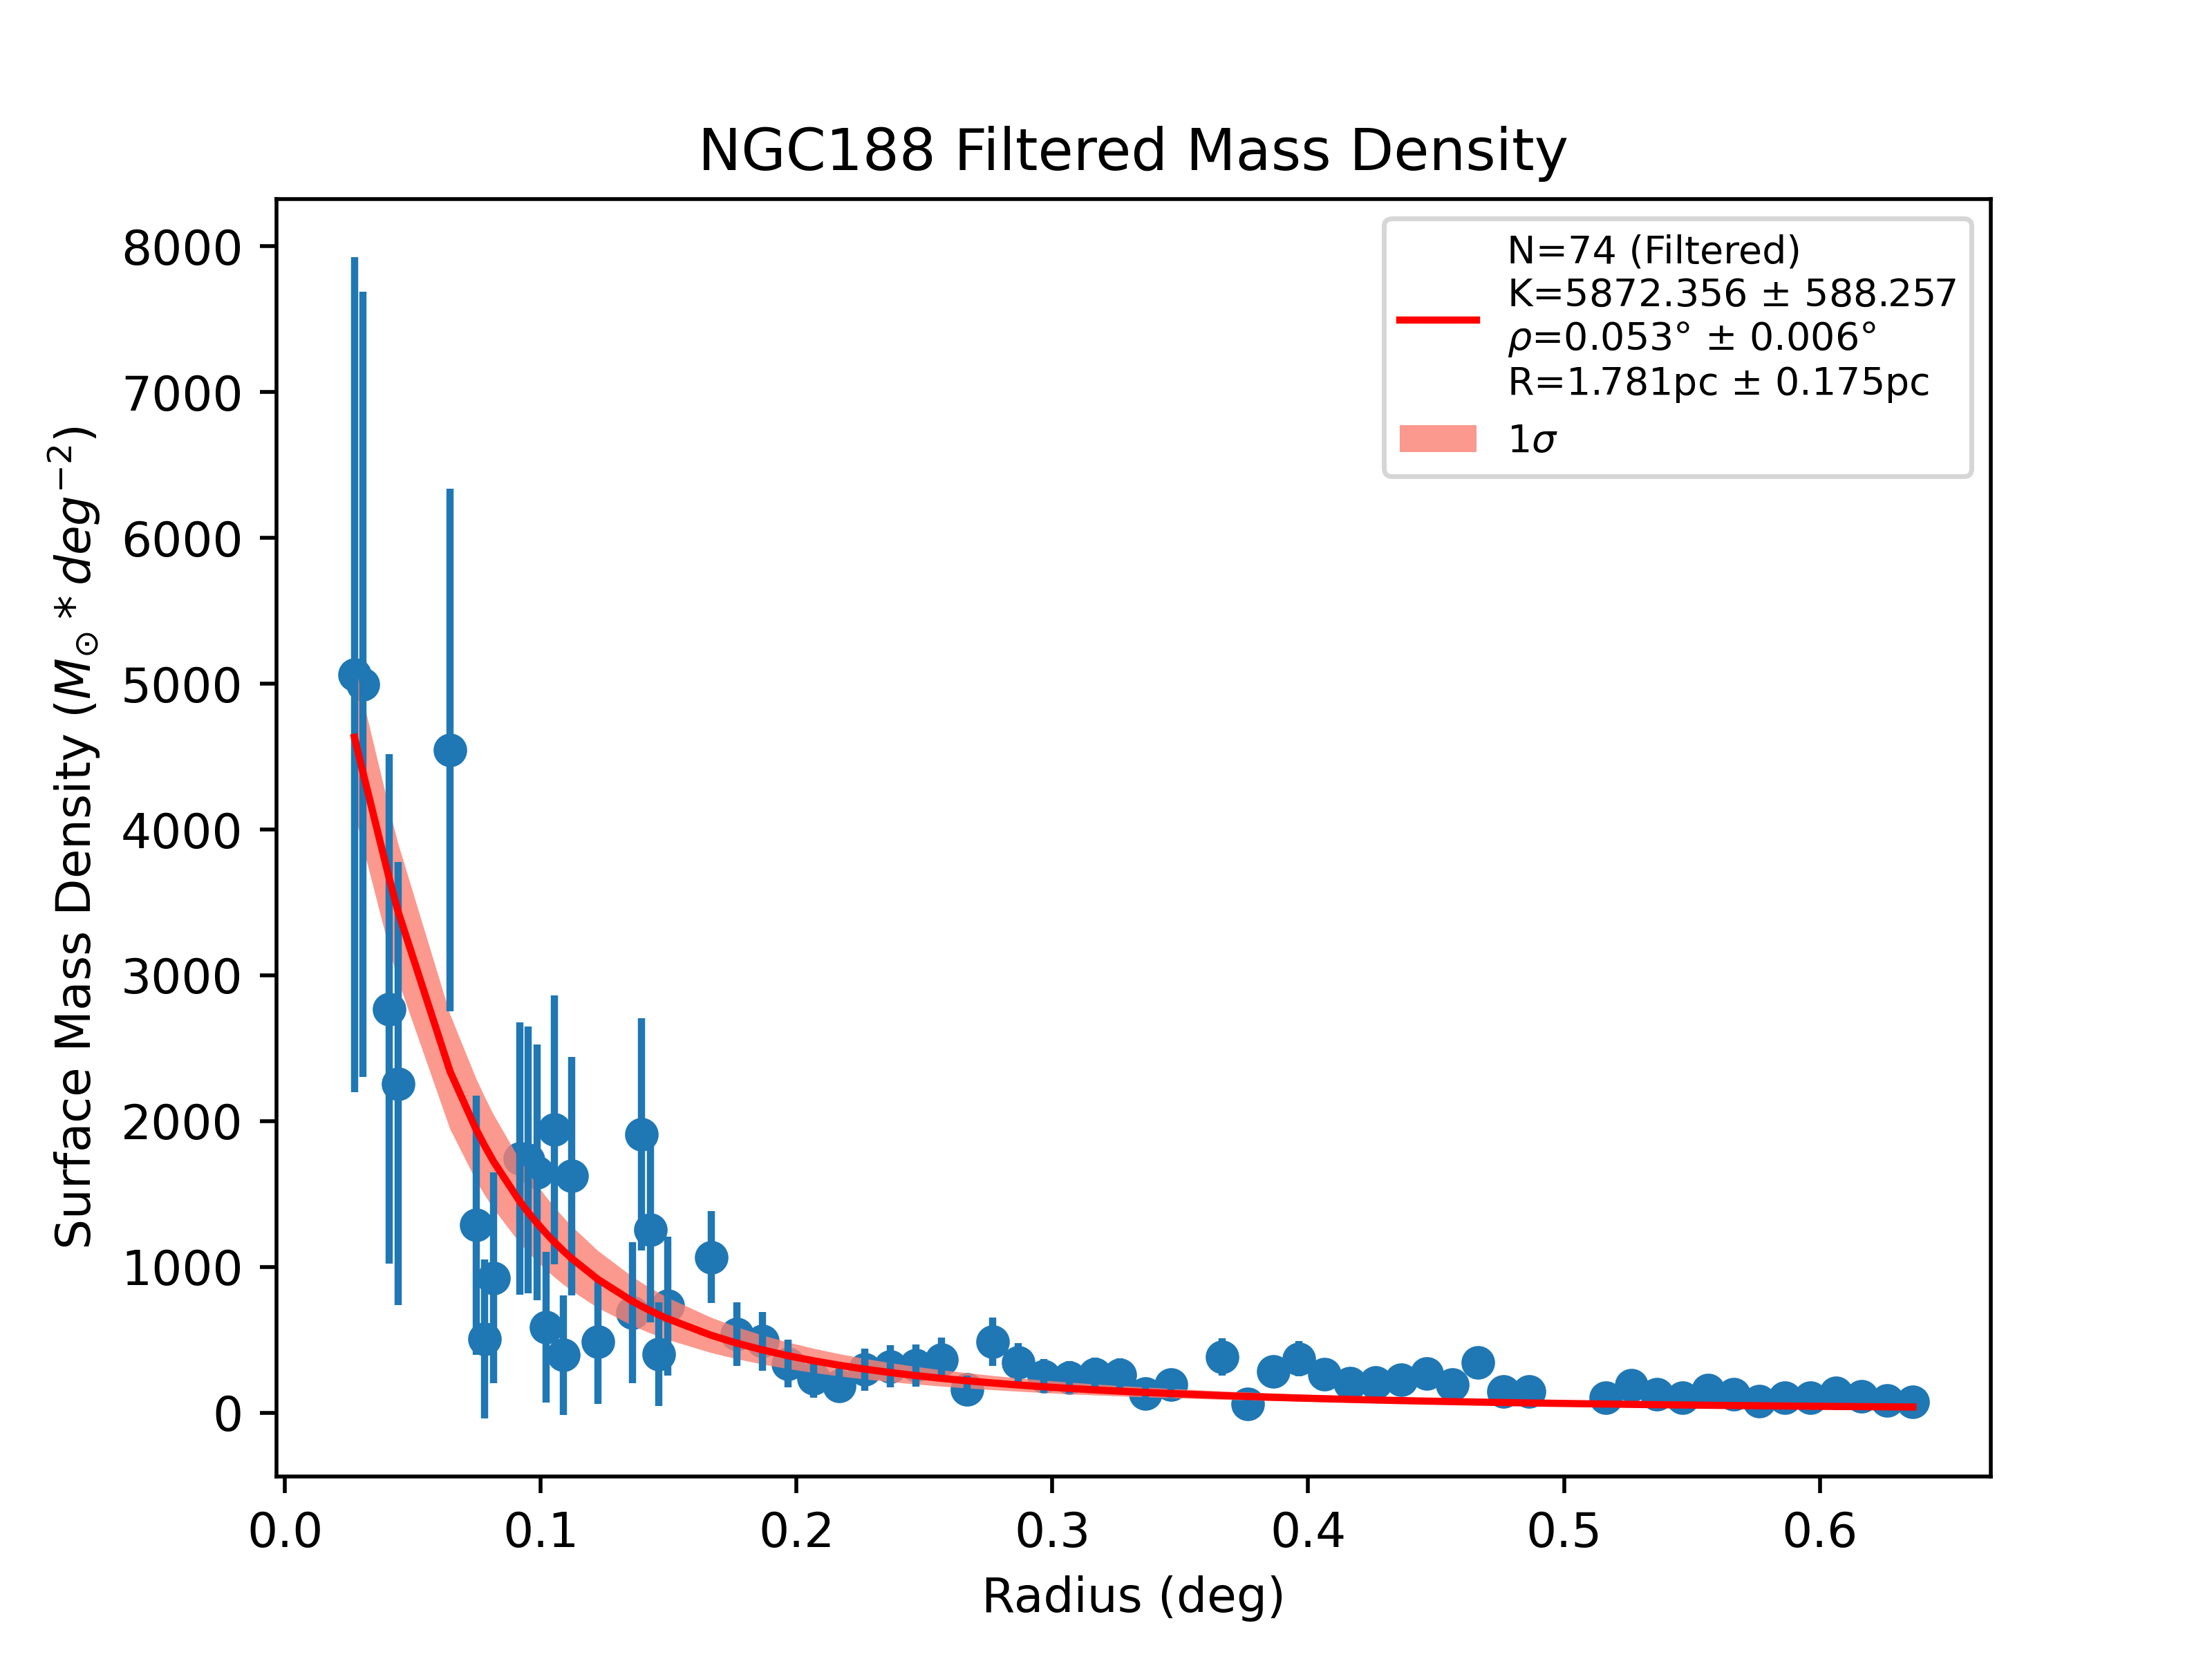 NGC188 Filtered Mass Density
N=74 (Filtered)
K=5872.356 ± 588.257
ρ=0.053° ± 0.006°
R=1.781pc ± 0.175pc
1σ
Surface Mass Density (M⊙ * deg⁻²)
8000
7000
6000
5000
4000
3000
2000
1000
0
0.0 0.1 0.2 0.3 0.4 0.5 0.6
Radius (deg)